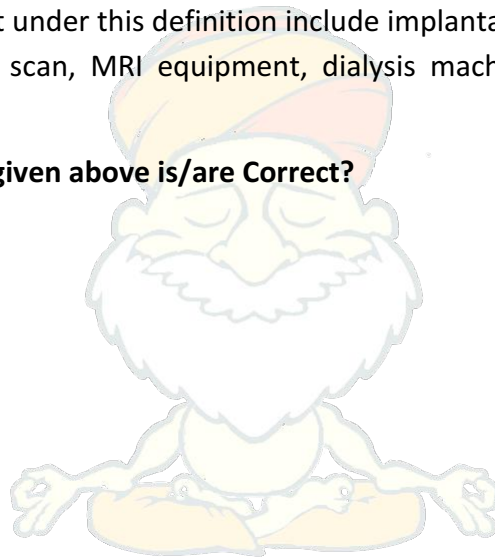 t under this definition include implanta
scan, MRI equipment, dialysis mach
given above is/are Correct?